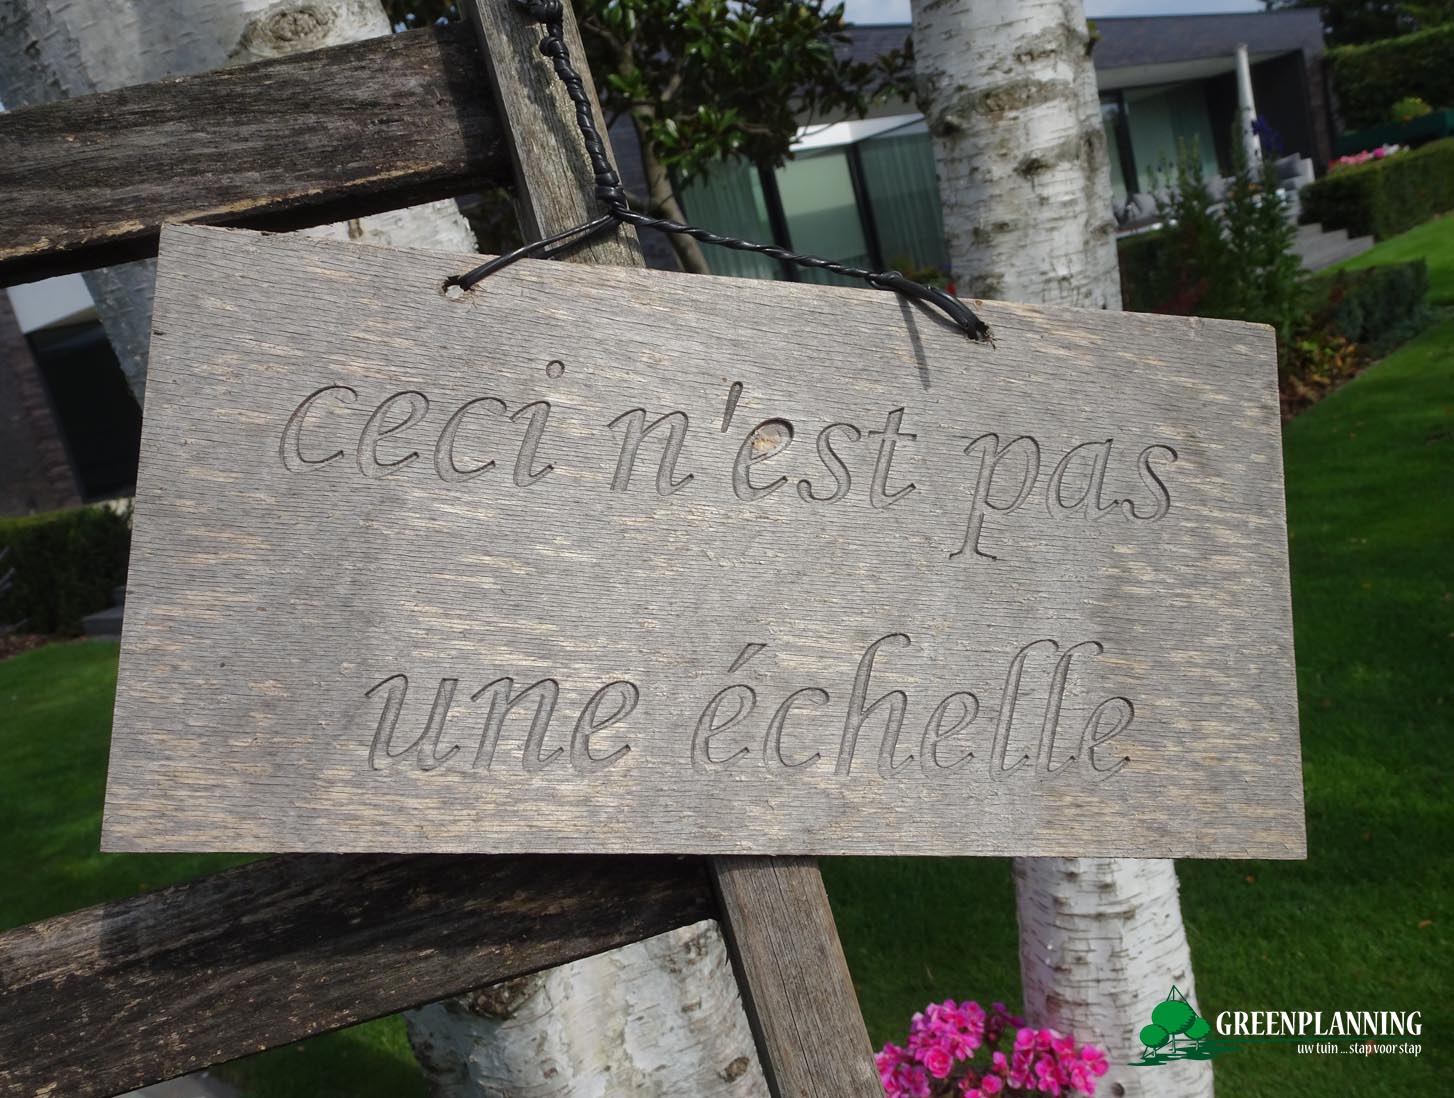 ceci n'est pas
une échelle
GREENPLANNING
uw tuin ... stap voor stap